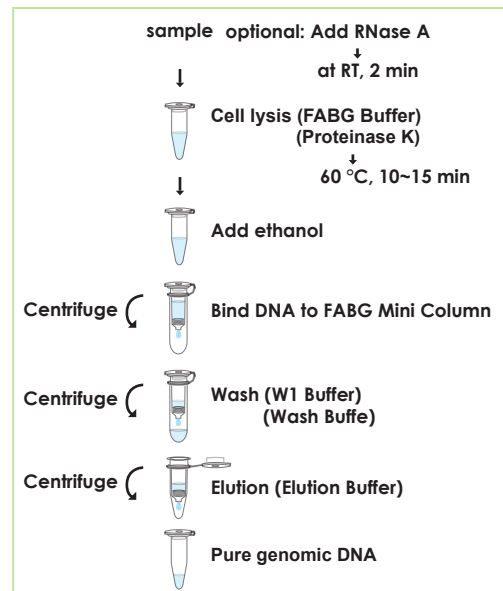 sample optional: Add RNase A
at RT, 2 min
Cell lysis (FABG Buffer)
(Proteinase K)
60 °C, 10~15 min
Add ethanol
Centrifuge Bind DNA to FABG Mini Column
Centrifuge Wash (W1 Buffer)
(Wash Buffe)
Centrifuge Elution (Elution Buffer)
Pure genomic DNA